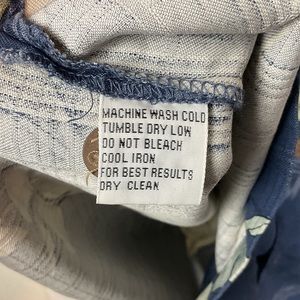 MACHINE WASH COLD
TUMBLE DRY LOW
DO NOT BLEACH
COOL IRON
FOR BEST RESULTS
DRY CLEAN